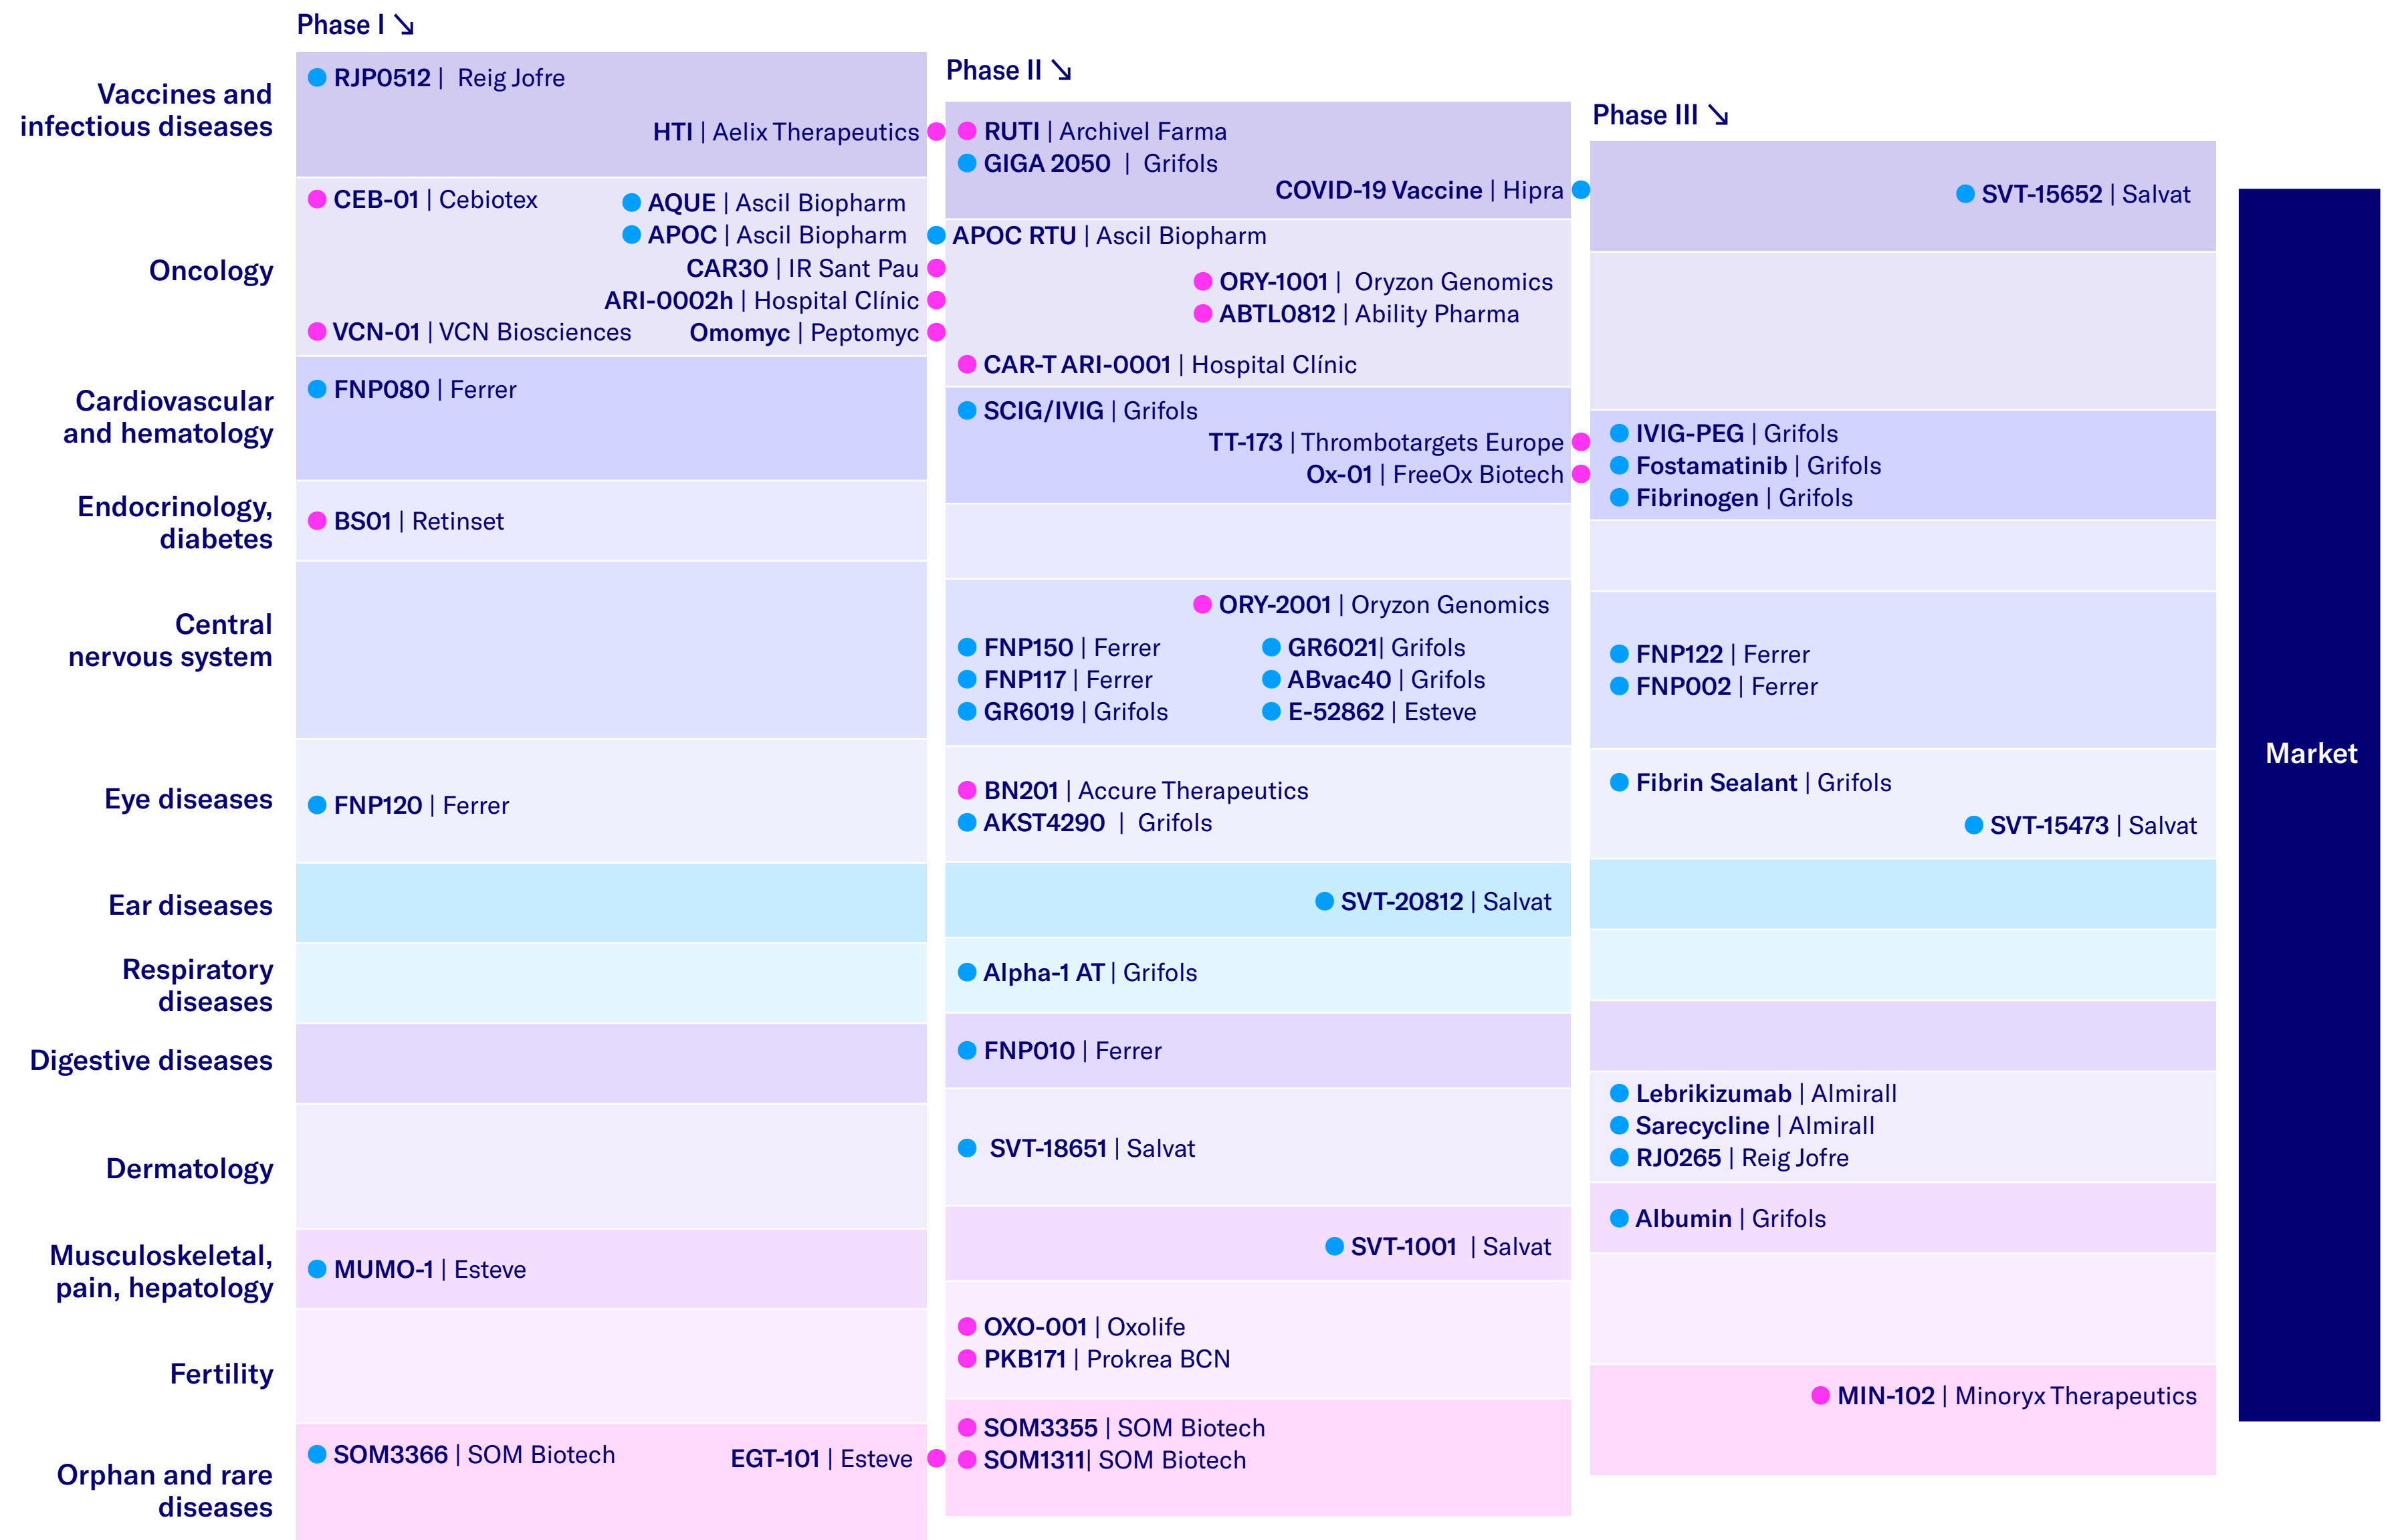 Phase I ↘
Phase II ↘
Phase III ↘
Vaccines and
infectious diseases
RJP0512 | Reig Jofre
HTI | Aelix Therapeutics
RUTI | Archivel Farma
GIGA 2050 | Grifols
COVID-19 Vaccine | Hipra
SVT-15652 | Salvat
Oncology
CEB-01 | Cebiotex
AQUE | Ascil Biopharm
APOC | Ascil Biopharm
CAR30 | IR Sant Pau
ARI-0002h | Hospital Clínic
VCN-01 | VCN Biosciences
Omomyc | Peptomyc
APOC RTU | Ascil Biopharm
ORY-1001 | Oryzon Genomics
ABTL0812 | Ability Pharma
CAR-T ARI-0001 | Hospital Clínic
Cardiovascular
and hematology
FNP080 | Ferrer
SCIG/IVIG | Grifols
TT-173 | Thrombotargets Europe
Ox-01 | FreeOx Biotech
IVIG-PEG | Grifols
Fostamatinib | Grifols
Fibrinogen | Grifols
Endocrinology,
diabetes
BS01 | Retinset
Central
nervous system
ORY-2001 | Oryzon Genomics
FNP150 | Ferrer
FNP117 | Ferrer
GR6019 | Grifols
GR6021| Grifols
ABvac40 | Grifols
E-52862 | Esteve
FNP122 | Ferrer
FNP002 | Ferrer
Market
Eye diseases
FNP120 | Ferrer
BN201 | Accure Therapeutics
AKST4290 | Grifols
Fibrin Sealant | Grifols
SVT-15473 | Salvat
Ear diseases
SVT-20812 | Salvat
Respiratory
diseases
Alpha-1 AT | Grifols
Digestive diseases
FNP010 | Ferrer
Dermatology
SVT-18651 | Salvat
Lebrikizumab | Almirall
Sarecycline | Almirall
RJ0265 | Reig Jofre
Musculoskeletal,
pain, hepatology
MUMO-1 | Esteve
SVT-1001 | Salvat
Albumin | Grifols
Fertility
OXO-001 | Oxolife
PKB171 | Prokrea BCN
Orphan and rare
diseases
SOM3366 | SOM Biotech
EGT-101 | Esteve
SOM3355 | SOM Biotech
SOM1311| SOM Biotech
MIN-102 | Minoryx Therapeutics